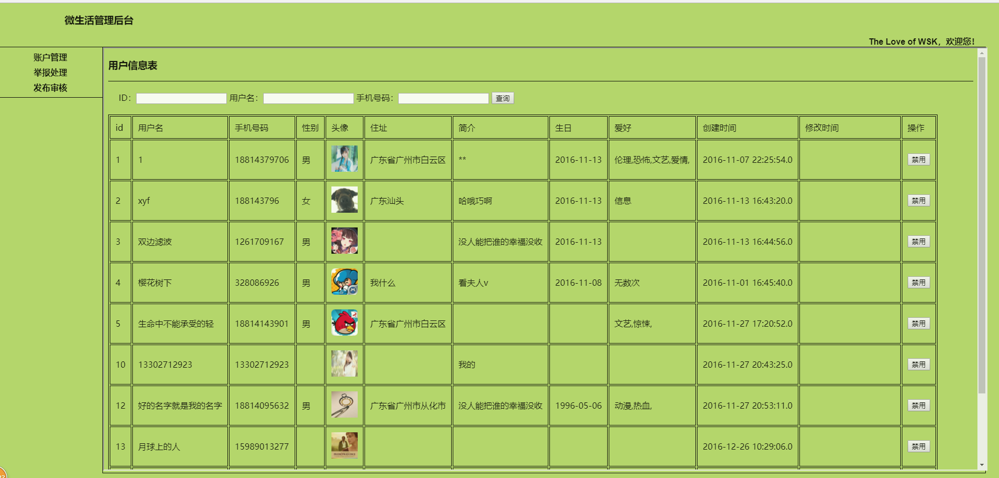 微生活管理后台
The Love of WSK，欢迎您！
账户管理
举报处理
发布审核
用户信息表
ID： 用户名： 手机号码： 查询
id 用户名 手机号码 性别 头像 住址 简介 生日 爱好 创建时间 修改时间 操作
1 1 18814379706 男 广东省广州市白云区 ** 2016-11-13 伦理,恐怖,文艺,爱情, 2016-11-07 22:25:54.0 禁用
2 xyf 188143796 女 广东汕头 哈哦巧啊 2016-11-13 信息 2016-11-13 16:43:20.0 禁用
3 双边滤波 1261709167 男 没人能把谁的幸福没收 2016-11-13 2016-11-13 16:44:56.0 禁用
4 樱花树下 328086926 男 我什么 看夫人v 2016-11-08 无数次 2016-11-01 16:45:40.0 禁用
5 生命中不能承受的轻 18814143901 男 广东省广州市白云区 文艺,惊悚, 2016-11-27 17:20:52.0 禁用
10 13302712923 13302712923 我的 2016-11-27 20:43:25.0 禁用
12 好的名字就是我的名字 18814095632 男 广东省广州市从化市 没人能把谁的幸福没收 1996-05-06 动漫,热血, 2016-11-27 20:53:11.0 禁用
13 月球上的人 15989013277 2016-12-26 10:29:06.0 禁用